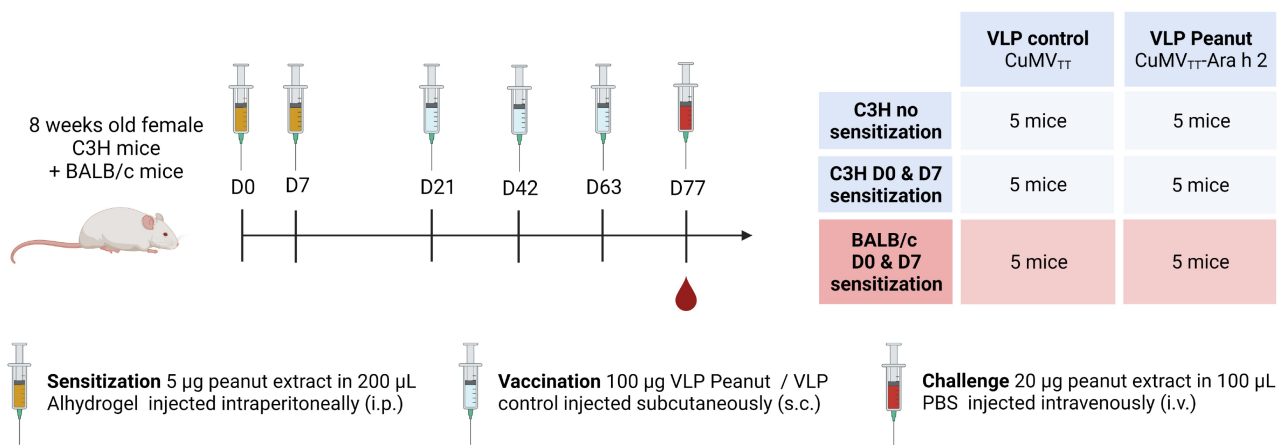 8 weeks old female
C3H mice
+ BALB/c mice
D0
D7
D21
D42
D63
D77
VLP control
CuMVTT
VLP Peanut
CuMVTT-Ara h 2
C3H no
sensitization
5 mice
5 mice
C3H D0 & D7
sensitization
5 mice
5 mice
BALB/c
D0 & D7
sensitization
5 mice
5 mice
Sensitization 5 µg peanut extract in 200 µL
Alhydrogel injected intraperitoneally (i.p.)
Vaccination 100 µg VLP Peanut / VLP
control injected subcutaneously (s.c.)
Challenge 20 µg peanut extract in 100 µL
PBS injected intravenously (i.v.)